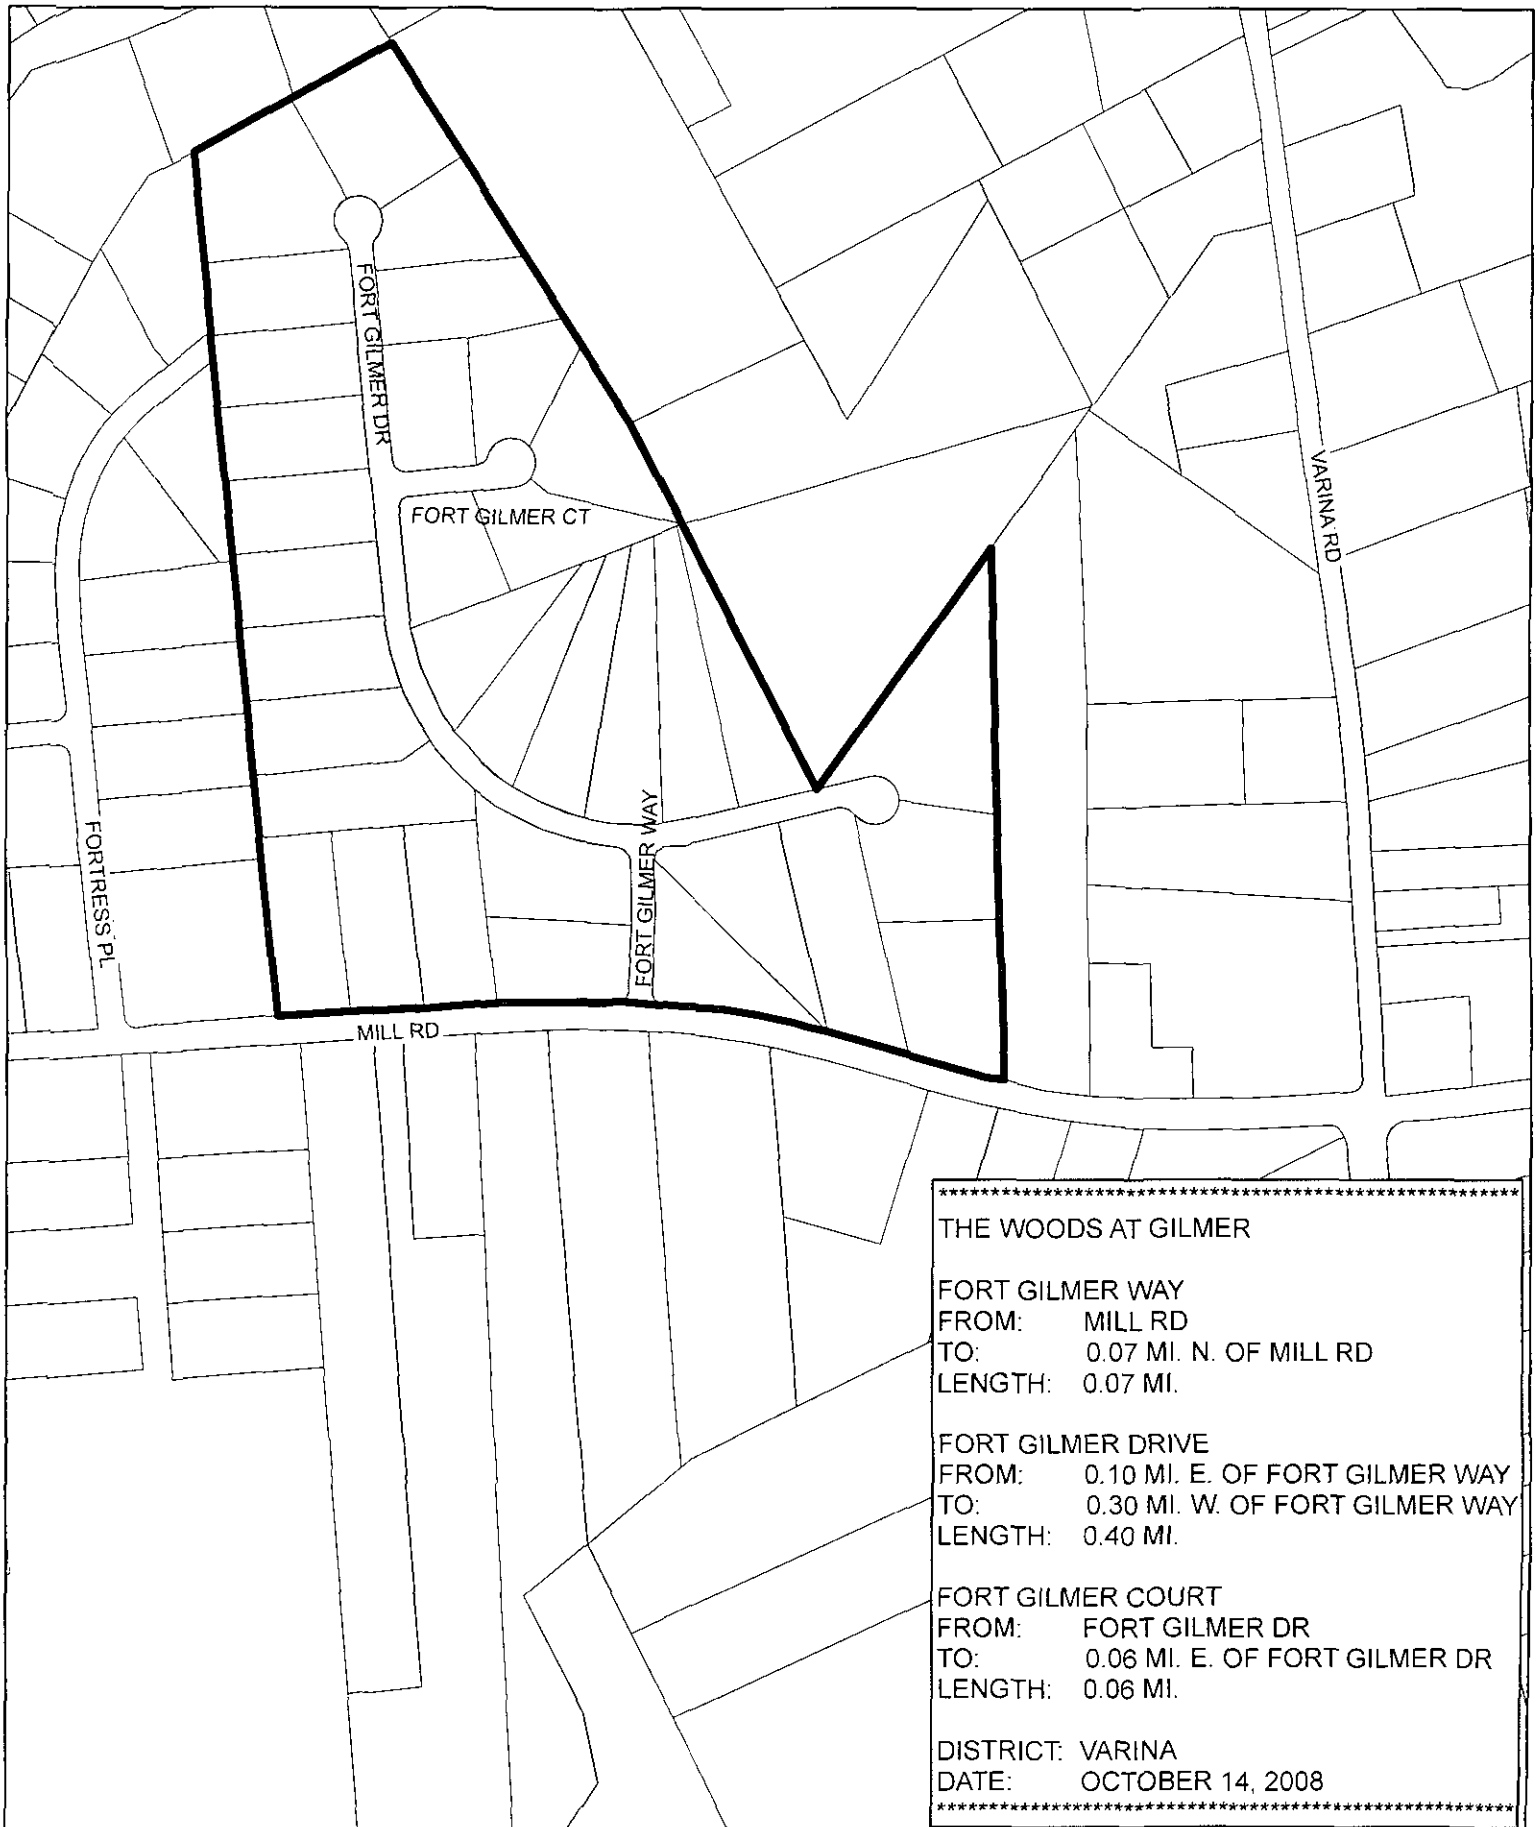 FORT GILMER DR
VARINA RD
FORT GILMER CT
FORT GILMER WAY
FORTRESS PL
MILL RD
************************************************************
THE WOODS AT GILMER
FORT GILMER WAY
FROM: MILL RD
TO: 0.07 MI. N. OF MILL RD
LENGTH: 0.07 MI.
FORT GILMER DRIVE
FROM: 0.10 MI. E. OF FORT GILMER WAY
TO: 0.30 MI. W. OF FORT GILMER WAY
LENGTH: 0.40 MI.
FORT GILMER COURT
FROM: FORT GILMER DR
TO: 0.06 MI. E. OF FORT GILMER DR
LENGTH: 0.06 MI.
DISTRICT: VARINA
DATE: OCTOBER 14, 2008
************************************************************